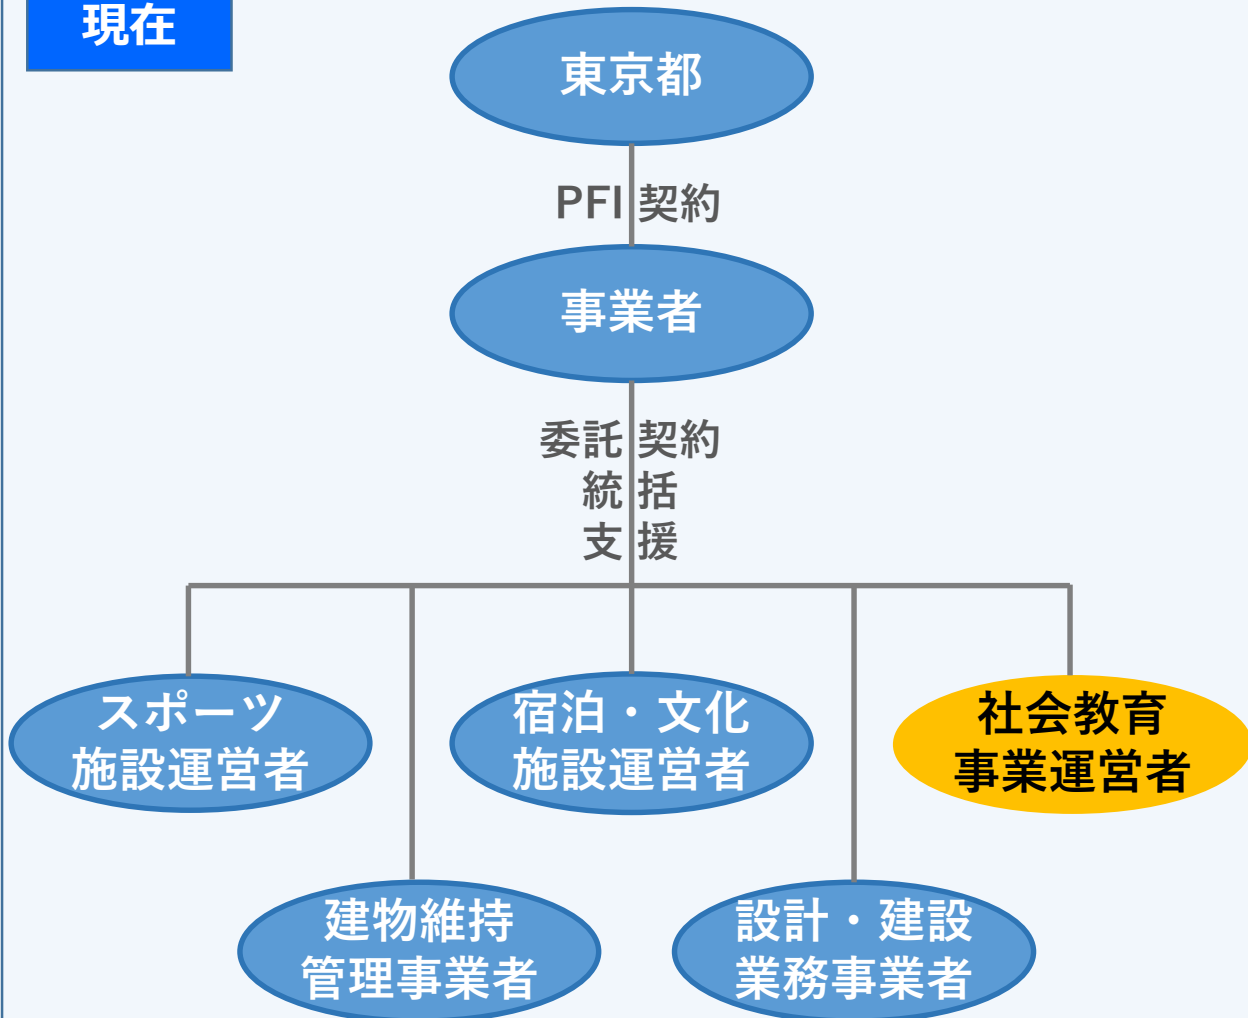 現在
東京都
PFI 契約
事業者
委託 契約
統 括
支 援
スポーツ
施設運営者
宿泊・文化
施設運営者
社会教育
事業運営者
建物維持
管理事業者
設計・建設
業務事業者